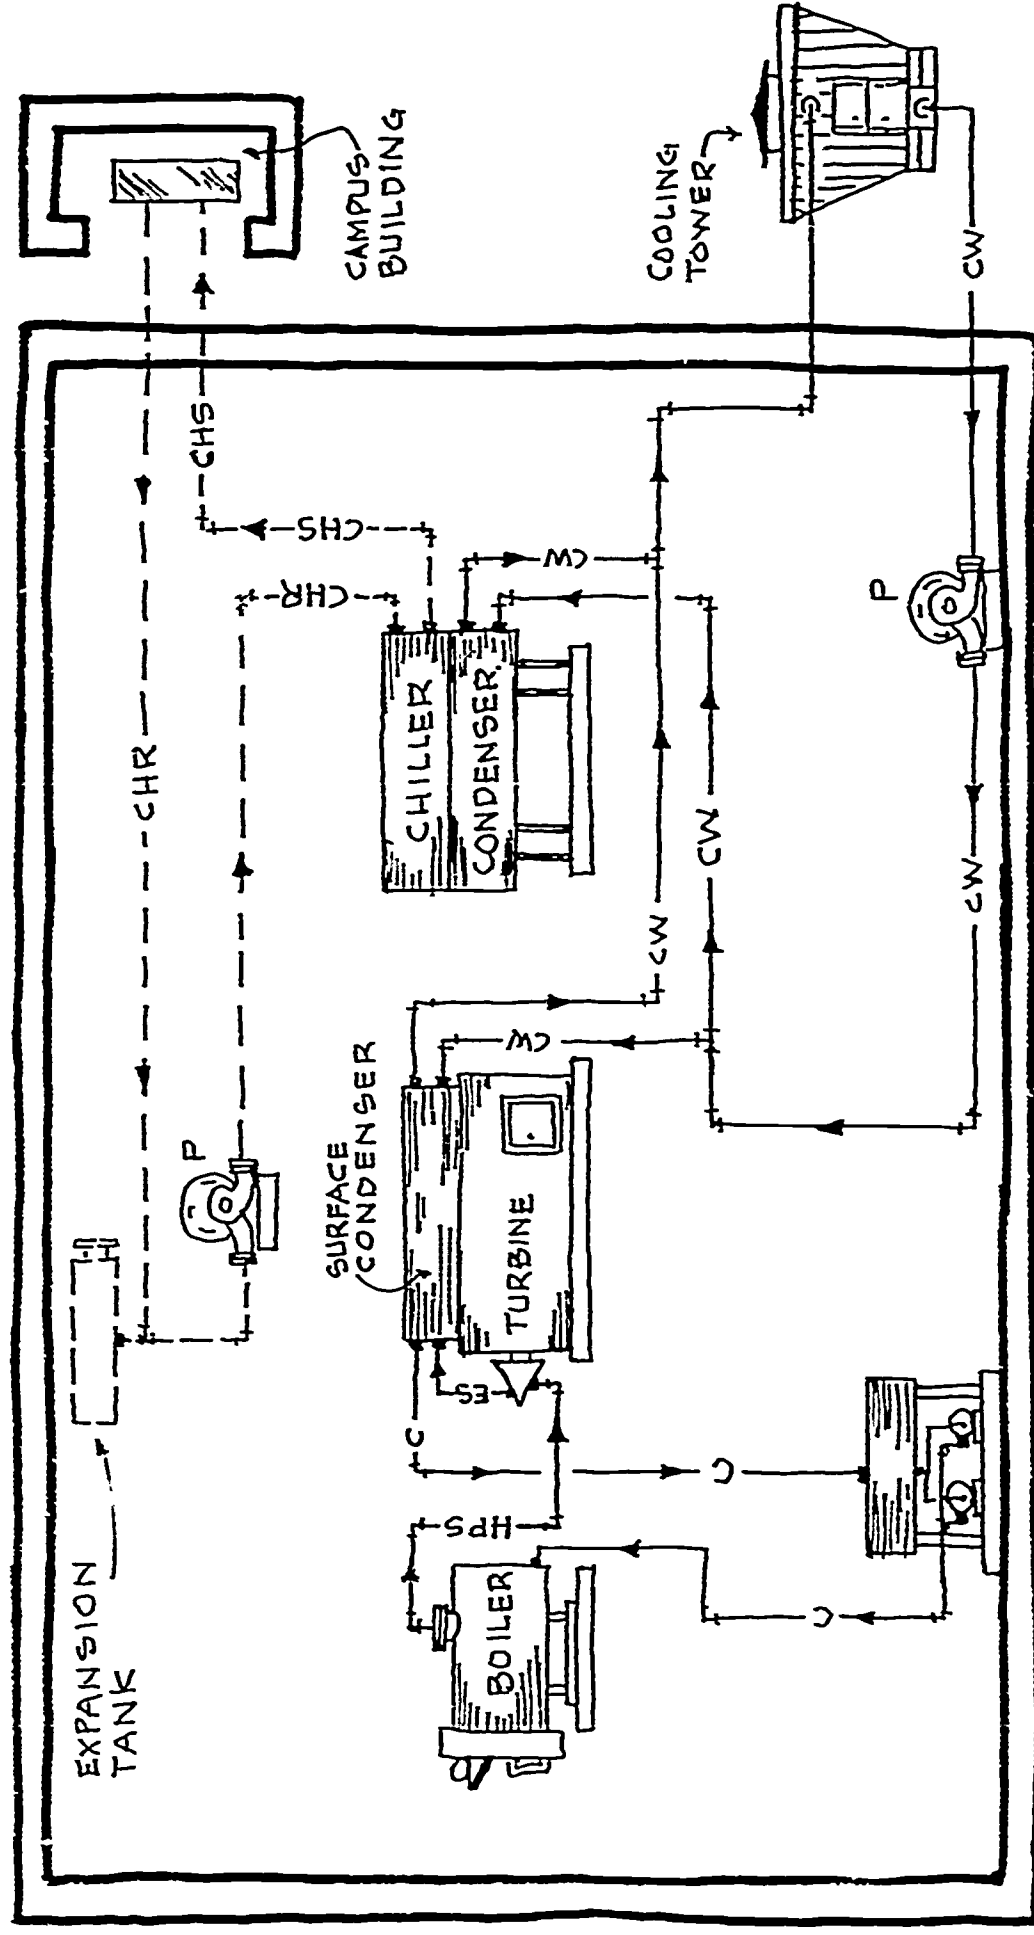 EXPANSION
TANK
CHR
CHS
CAMPUS
BUILDING
P
CHR
CHS
SURFACE
CONDENSER
CHILLER
CONDENSER
CW
CW
CW
CW
CW
BOILER
HPS
ES
C
TURBINE
COOLING
TOWER
C
C
P
CW
CW